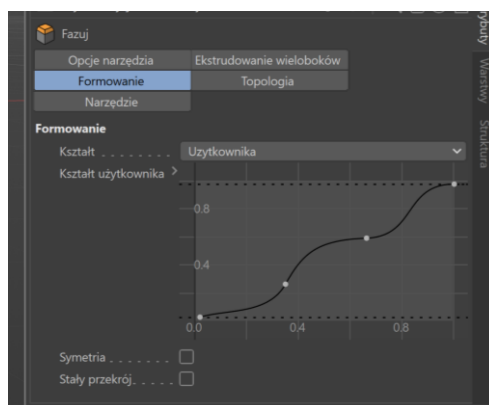 Fazuj
Opcje narzędzia Ekstrudowanie wieloboków
Formowanie Topologia
Narzędzie
Formowanie
Kształt . . . . . . . . Uzytkownika
Kształt użytkownika >
0.8
0.4
0.0 0.4 0.8
Symetria . . . . . . .
Stały przekrój. . . . .
Warstwy
Struktura